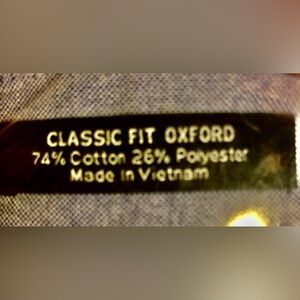 CLASSIC FIT OXFORD
74% Cotton 26% Polyester
Made in Vietnam